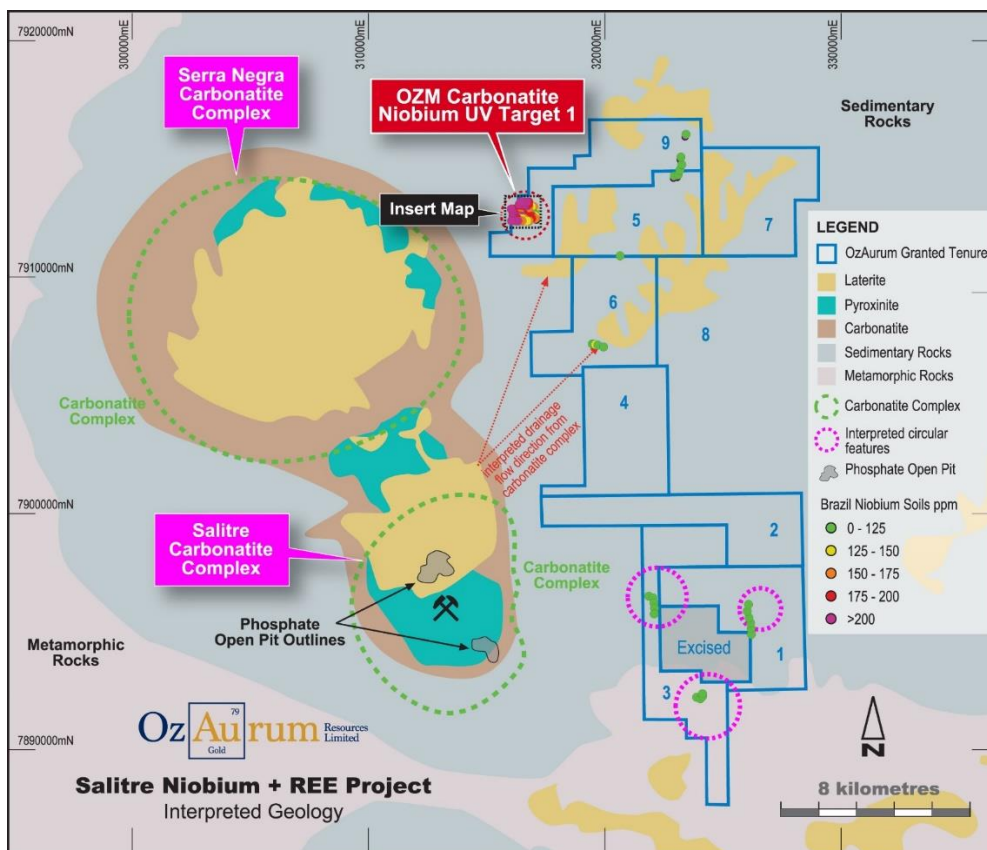 7920000mN
300000mE
310000mE
320000mE
330000mE
Serra Negra
Carbonatite
Complex
OZM Carbonatite
Niobium UV Target 1
Sedimentary
Rocks
Insert Map
9
5
7
7910000mN
6
8
4
LEGEND
OzAurum Granted Tenure
Laterite
Pyroxinite
Carbonatite
Sedimentary Rocks
Metamorphic Rocks
Carbonatite Complex
Interpreted circular
features
Phosphate Open Pit
Brazil Niobium Soils ppm
0 - 125
125 - 150
150 - 175
175 - 200
>200
Carbonatite
Complex
interpreted drainage
flow direction from
carbonatite complex
7900000mN
Salitre
Carbonatite
Complex
Carbonatite
Complex
2
Phosphate
Open Pit Outlines
Metamorphic
Rocks
Excised
1
3
7890000mN
Oz Au rum Resources
Limited
79
Gold
Salitre Niobium + REE Project
Interpreted Geology
N
8 kilometres